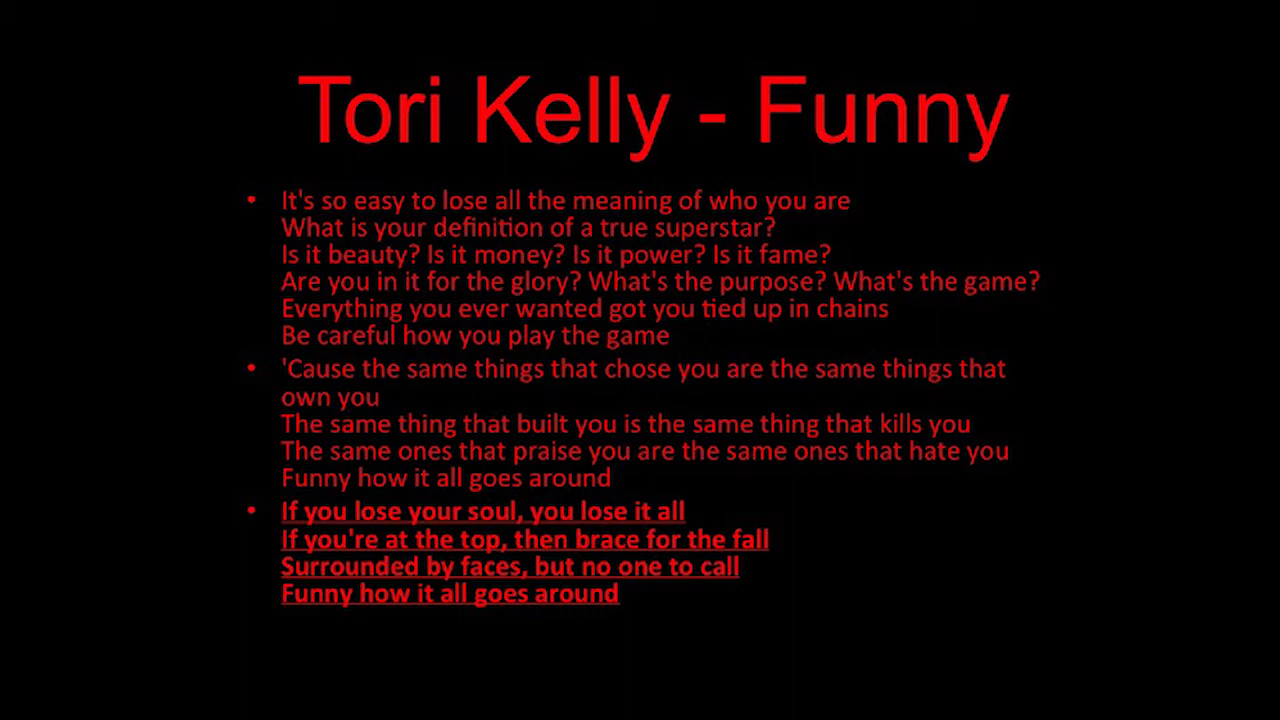 Tori Kelly - Funny
• It's so easy to lose all the meaning of who you are
What is your definition of a true superstar?
Is it beauty? Is it money? Is it power? Is it fame?
Are you in it for the glory? What's the purpose? What's the game?
Everything you ever wanted got you tied up in chains
Be careful how you play the game
• 'Cause the same things that chose you are the same things that
own you
The same thing that built you is the same thing that kills you
The same ones that praise you are the same ones that hate you
Funny how it all goes around
• If you lose your soul, you lose it all
If you're at the top, then brace for the fall
Surrounded by faces, but no one to call
Funny how it all goes around